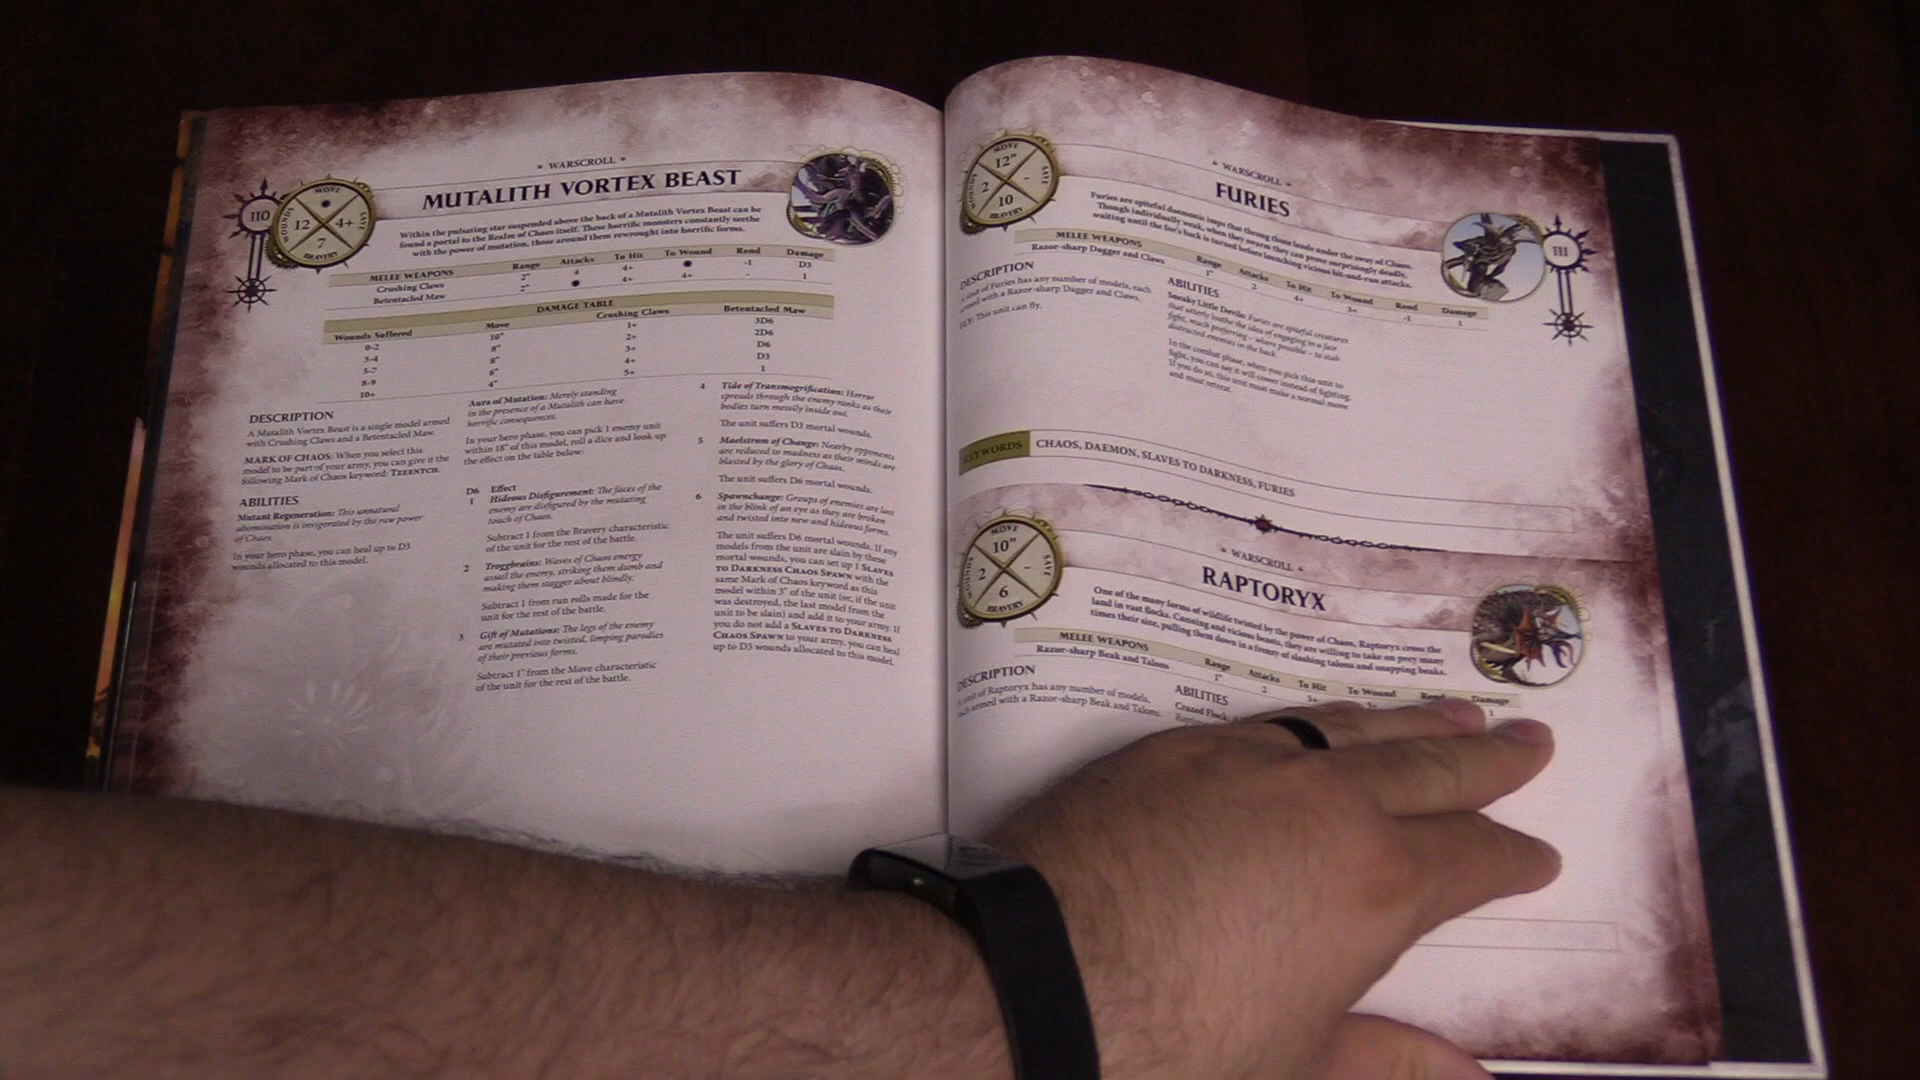 110
MOVE
12
4+
7
WOUNDS
SAVE
BRAVERY
• WARSCROLL •
MUTALITH VORTEX BEAST
Within the pulsating star suspended above the back of a Mutalith Vortex Beast can be
found a portal to the Realm of Chaos itself. These horrific monsters constantly seethe
with the power of mutation, those around them rewrought into horrific forms.
MELEE WEAPONS Range Attacks To Hit To Wound Rend Damage
Crushing Claws 2" 4 4+ ● -1 D3
Betentacled Maw 2" ● 4+ 4+ - 1
DAMAGE TABLE
Wounds Suffered Move Crushing Claws Betentacled Maw
0-2 10" 1+ 3D6
3-4 8" 2+ 2D6
5-7 8" 3+ D6
8-9 6" 4+ D3
10+ 4" 5+ 1
DESCRIPTION
A Mutalith Vortex Beast is a single model armed
with Crushing Claws and a Betentacled Maw.
MARK OF CHAOS: When you select this
model to be part of your army, you can give it the
following Mark of Chaos keyword: TZEENTCH.
ABILITIES
Mutant Regeneration: This unnatural
abomination is invigorated by the raw power
of Chaos.
In your hero phase, you can heal up to D3
wounds allocated to this model.
Aura of Mutation: Merely standing
in the presence of a Mutalith can have
horrific consequences.
In your hero phase, you can pick 1 enemy unit
within 18" of this model, roll a dice and look up
the effect on the table below:
D6 Effect
1 Hideous Disfigurement: The faces of the
enemy are disfigured by the mutating
touch of Chaos.
Subtract 1 from the Bravery characteristic
of the unit for the rest of the battle.
2 Troggbrains: Waves of Chaos energy
assail the enemy, striking them dumb and
making them stagger about blindly.
Subtract 1 from run rolls made for the
unit for the rest of the battle.
3 Gift of Mutations: The legs of the enemy
are mutated into twisted, limping parodies
of their previous forms.
Subtract 1" from the Move characteristic
of the unit for the rest of the battle.
4 Tide of Transmogrification: Horror
spreads through the enemy ranks as their
bodies turn messily inside out.
The unit suffers D3 mortal wounds.
5 Maelstrom of Change: Nearby opponents
are reduced to madness as their minds are
blasted by the glory of Chaos.
The unit suffers D6 mortal wounds.
6 Spawnchange: Groups of enemies are lost
in the blink of an eye as they are broken
and twisted into new and hideous forms.
The unit suffers D6 mortal wounds. If any
models from the unit are slain by these
mortal wounds, you can set up 1 SLAVES
TO DARKNESS CHAOS SPAWN with the
same Mark of Chaos keyword as this
model within 3" of the unit (or, if the unit
was destroyed, the last model from the
unit to be slain) and add it to your army. If
you do not add a SLAVES TO DARKNESS
CHAOS SPAWN to your army, you can heal
up to D3 wounds allocated to this model.
MOVE
12"
2
-
10
WOUNDS
SAVE
BRAVERY
• WARSCROLL •
FURIES
111
Furies are spiteful daemonic imps that throng those lands under the sway of Chaos.
Though individually weak, when they swarm they can prove surprisingly deadly,
waiting until the foe's back is turned before launching vicious hit-and-run attacks.
MELEE WEAPONS Range Attacks To Hit To Wound Rend Damage
Razor-sharp Dagger and Claws 1" 2 4+ 3+ -1 1
DESCRIPTION
unit of Furies has any number of models, each
armed with a Razor-sharp Dagger and Claws.
FLY: This unit can fly.
ABILITIES
Sneaky Little Devils: Furies are spiteful creatures
that utterly loathe the idea of engaging in a fair
fight, much preferring – where possible – to stab
distracted enemies in the back.
In the combat phase, when you pick this unit to
fight, you can say it will cower instead of fighting.
If you do so, this unit must make a normal move
and must retreat.
KEYWORDS CHAOS, DAEMON, SLAVES TO DARKNESS, FURIES
MOVE
10"
2
-
6
WOUNDS
SAVE
BRAVERY
• WARSCROLL •
RAPTORYX
One of the many forms of wildlife twisted by the power of Chaos, Raptoryx cross the
land in vast flocks. Cunning and vicious beasts, they are willing to take on prey many
times their size, pulling them down in a frenzy of slashing talons and snapping beaks.
MELEE WEAPONS Range Attacks To Hit To Wound Rend Damage
Razor-sharp Beak and Talons 1" 2 3+ 1
DESCRIPTION
unit of Raptoryx has any number of models,
each armed with a Razor-sharp Beak and Talons.
ABILITIES
Crazed Flock: